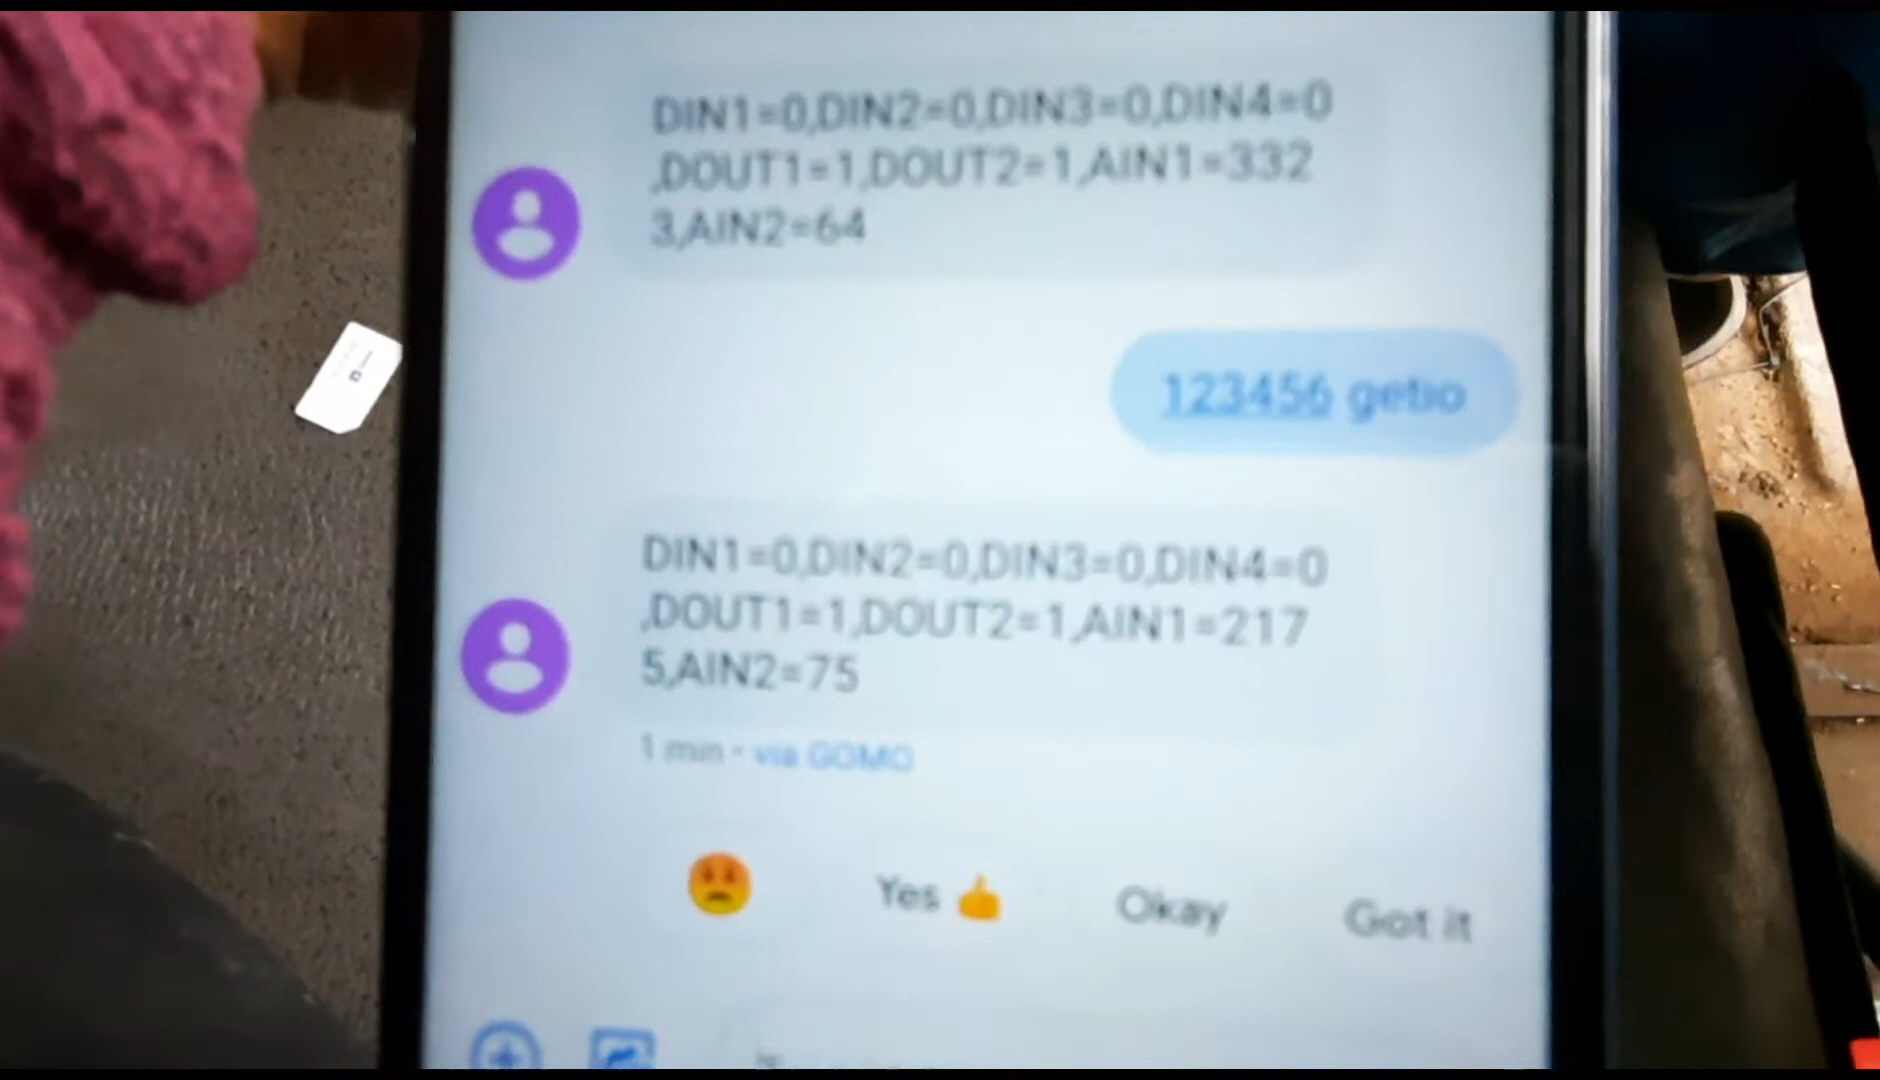 DIN1=0,DIN2=0,DIN3=0,DIN4=0
,DOUT1=1,DOUT2=1,AIN1=332
3,AIN2=64
123456 getio
DIN1=0,DIN2=0,DIN3=0,DIN4=0
,DOUT1=1,DOUT2=1,AIN1=217
5,AIN2=75
1 min • via GOMO
Yes 👍 Okay Got it